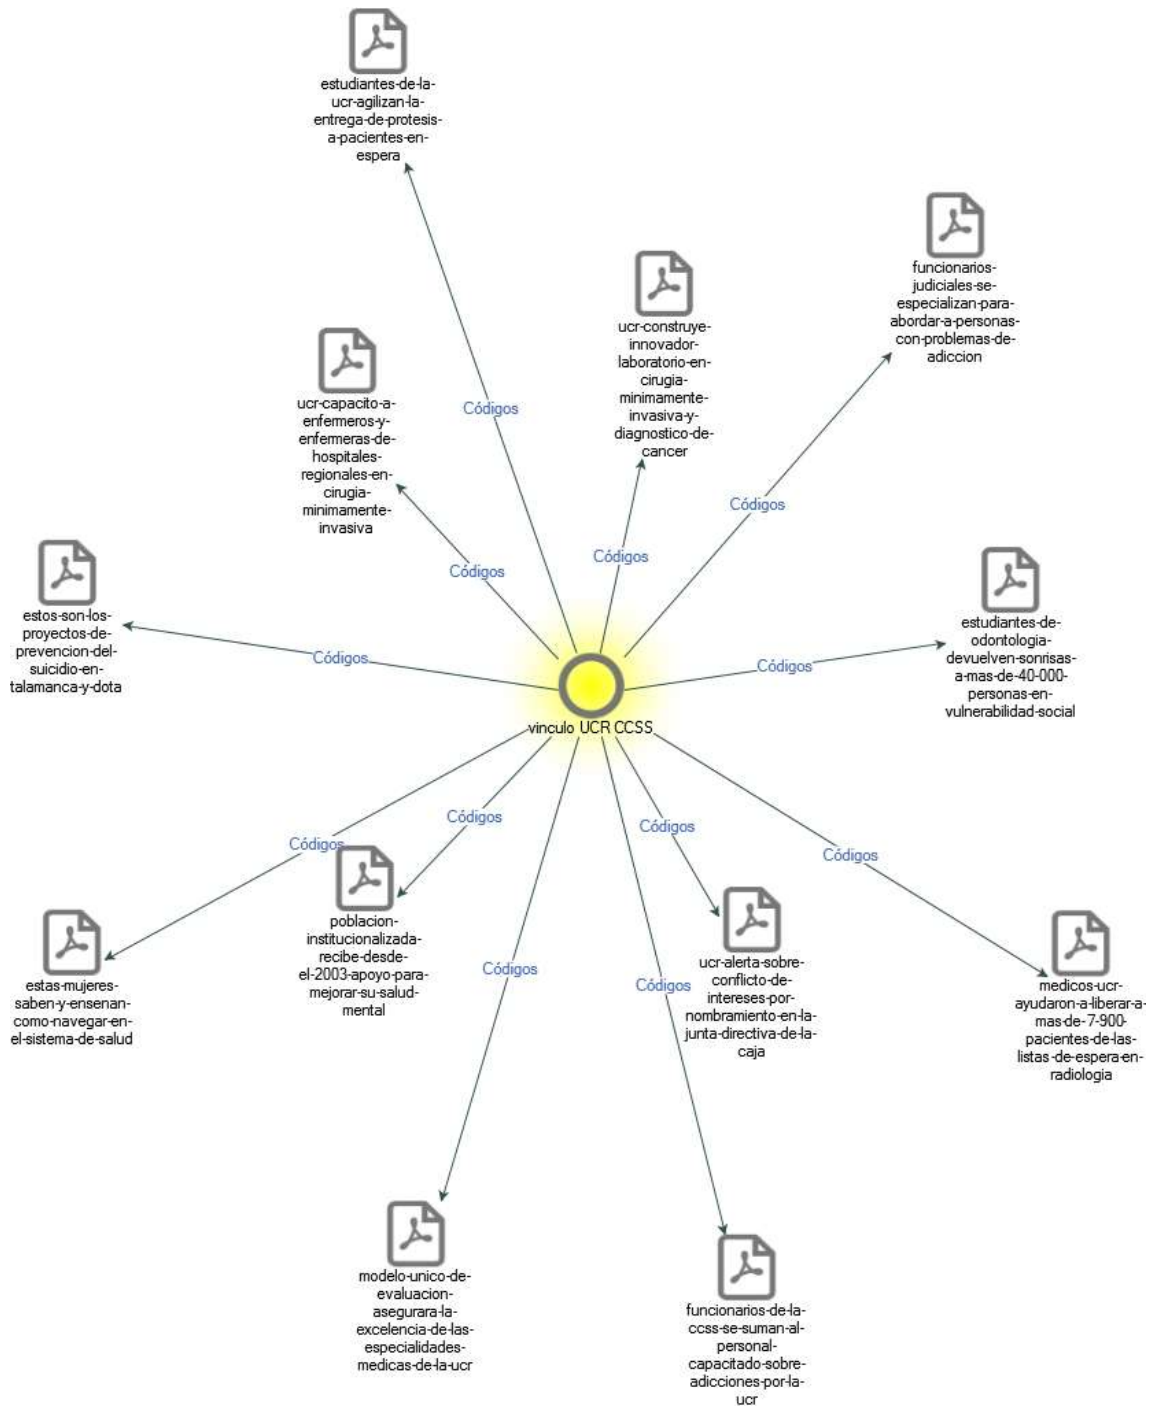 estudiantes-de-la-
ucr-agilizan-la-
entrega-de-protesis-
a-pacientes-en-
espera
funcionarios-
judiciales-se-
especializan-para-
abordar-a-personas-
con-problemas-de-
adiccion
ucr-construye-
innovador-
laboratorio-en-
cirugia-
minimamente-
invasiva-y-
diagnostico-de-
cancer
ucr-capacito-a-
enfermeros-y-
enfermeras-de-
hospitales-
regionales-en-
cirugia-
minimamente-
invasiva
Códigos
Códigos
Códigos
Códigos
estos-son-los-
proyectos-de-
prevencion-del-
suicidio-en-
talamanca-y-dota
estudiantes-de-
odontologia-
devuelven-sonrisas-
a-mas-de-40-000-
personas-en-
vulnerabilidad-social
Códigos
Códigos
vinculo UCR CCSS
Códigos
Códigos
Códigos
Códigos
poblacion-
institucionalizada-
recibe-desde-
el-2003-apoyo-para-
mejorar-su-salud-
mental
estas-mujeres-
saben-y-ensenan-
como-navegar-en-
el-sistema-de-salud
Códigos
Códigos
ucr-alerta-sobre-
conflicto-de-
intereses-por-
nombramiento-en-la-
junta-directiva-de-la-
caja
medicos-ucr-
ayudaron-a-liberar-a-
mas-de-7-900-
pacientes-de-las-
listas-de-espera-en-
radiologia
modelo-unico-de-
evaluacion-
asegurara-la-
excelencia-de-las-
especialidades-
medicas-de-la-ucr
funcionarios-de-la-
ccss-se-suman-al-
personal-
capacitado-sobre-
adicciones-por-la-
ucr